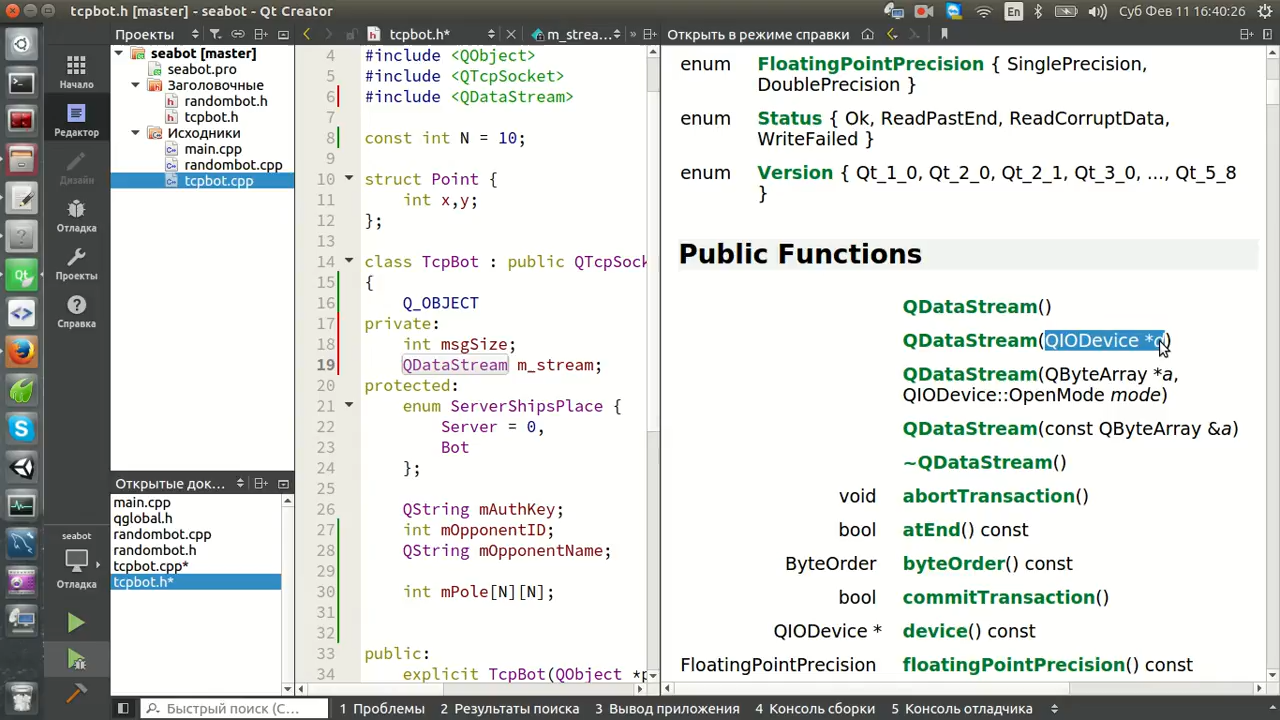 tcpbot.h [master] - seabot - Qt Creator
En
Суб Фев 11 16:40:26
Проекты
seabot [master]
seabot.pro
Заголовочные
randombot.h
tcpbot.h
Исходники
main.cpp
randombot.cpp
tcpbot.cpp
Начало
Редактор
Дизайн
Отладка
Проекты
Справка
seabot
Отладка
Открытые док...
main.cpp
qglobal.h
randombot.cpp
randombot.h
tcpbot.cpp*
tcpbot.h*
tcpbot.h*
m_strea...
»
4 #include <QObject>
5 #include <QTcpSocket>
6 #include <QDataStream>
7
8 const int N = 10;
9
10 struct Point {
11 int x,y;
12 };
13
14 class TcpBot : public QTcpSock
15 {
16 Q_OBJECT
17 private:
18 int msgSize;
19 QDataStream m_stream;
20 protected:
21 enum ServerShipsPlace {
22 Server = 0,
23 Bot
24 };
25
26 QString mAuthKey;
27 int mOpponentID;
28 QString mOpponentName;
29
30 int mPole[N][N];
31
32
33 public:
34 explicit TcpBot(QObject *p
Открыть в режиме справки
enum FloatingPointPrecision { SinglePrecision,
DoublePrecision }
enum Status { Ok, ReadPastEnd, ReadCorruptData,
WriteFailed }
enum Version { Qt_1_0, Qt_2_0, Qt_2_1, Qt_3_0, ..., Qt_5_8
}
Public Functions
QDataStream()
QDataStream(QIODevice *d)
QDataStream(QByteArray *a,
QIODevice::OpenMode mode)
QDataStream(const QByteArray &a)
~QDataStream()
void abortTransaction()
bool atEnd() const
ByteOrder byteOrder() const
bool commitTransaction()
QIODevice * device() const
FloatingPointPrecision floatingPointPrecision() const
Быстрый поиск (C...
1 Проблемы
2 Результаты поиска
3 Вывод приложения
4 Консоль сборки
5 Консоль отладчика